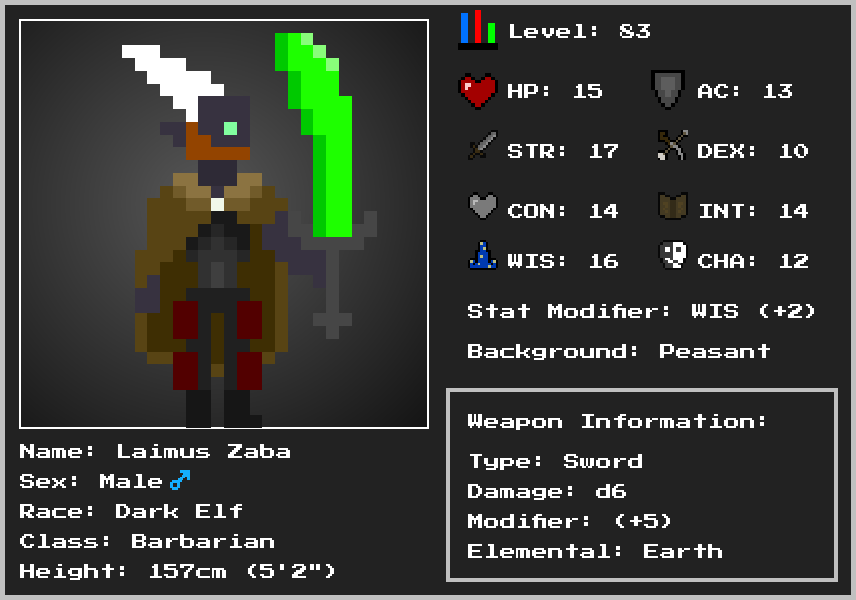 Level: 83
HP: 15
AC: 13
STR: 17
DEX: 10
CON: 14
INT: 14
WIS: 16
CHA: 12
Stat Modifier: WIS (+2)
Background: Peasant
Name: Laimus Zaba
Sex: Male♂
Race: Dark Elf
Class: Barbarian
Height: 157cm (5'2")
Weapon Information:
Type: Sword
Damage: d6
Modifier: (+5)
Elemental: Earth